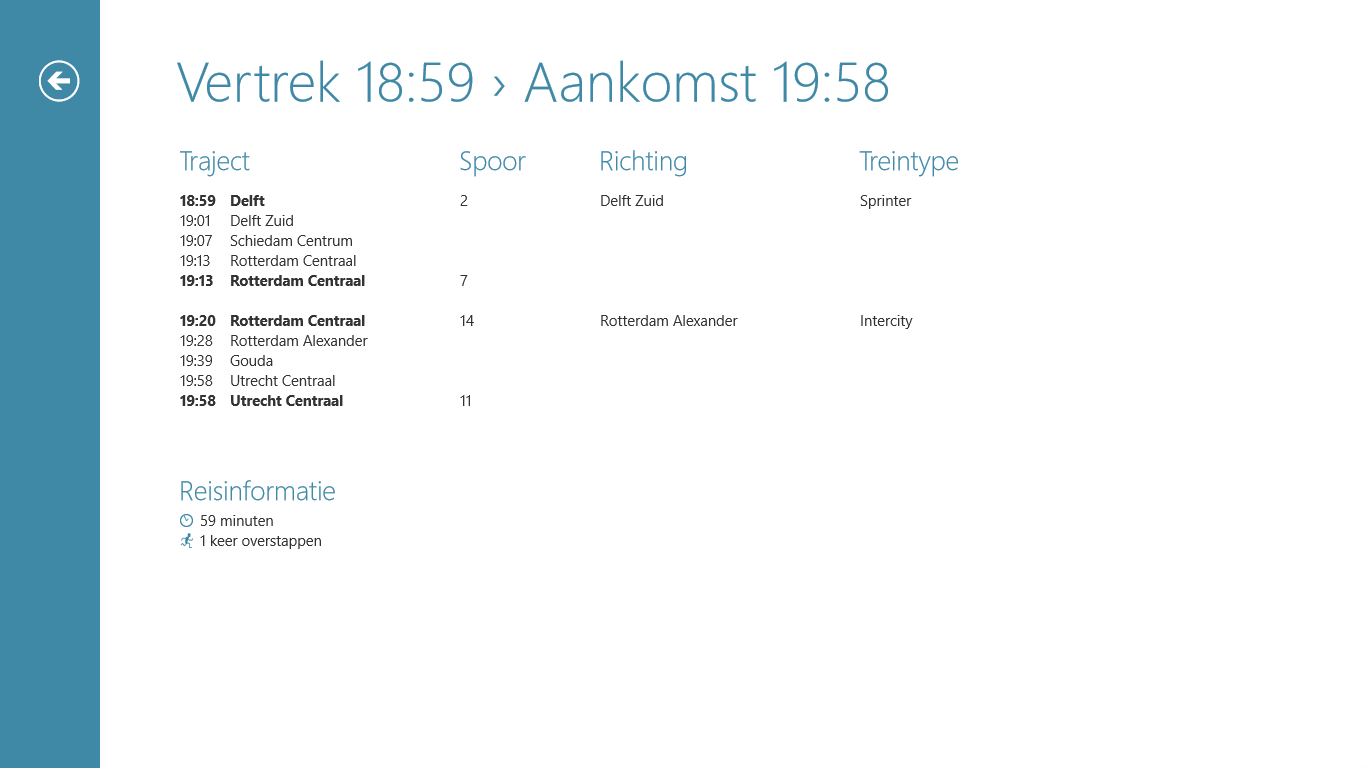 Vertrek 18:59 › Aankomst 19:58
Traject Spoor Richting Treintype
18:59 Delft 2 Delft Zuid Sprinter
19:01 Delft Zuid
19:07 Schiedam Centrum
19:13 Rotterdam Centraal
19:13 Rotterdam Centraal 7
19:20 Rotterdam Centraal 14 Rotterdam Alexander Intercity
19:28 Rotterdam Alexander
19:39 Gouda
19:58 Utrecht Centraal
19:58 Utrecht Centraal 11
Reisinformatie
59 minuten
1 keer overstappen